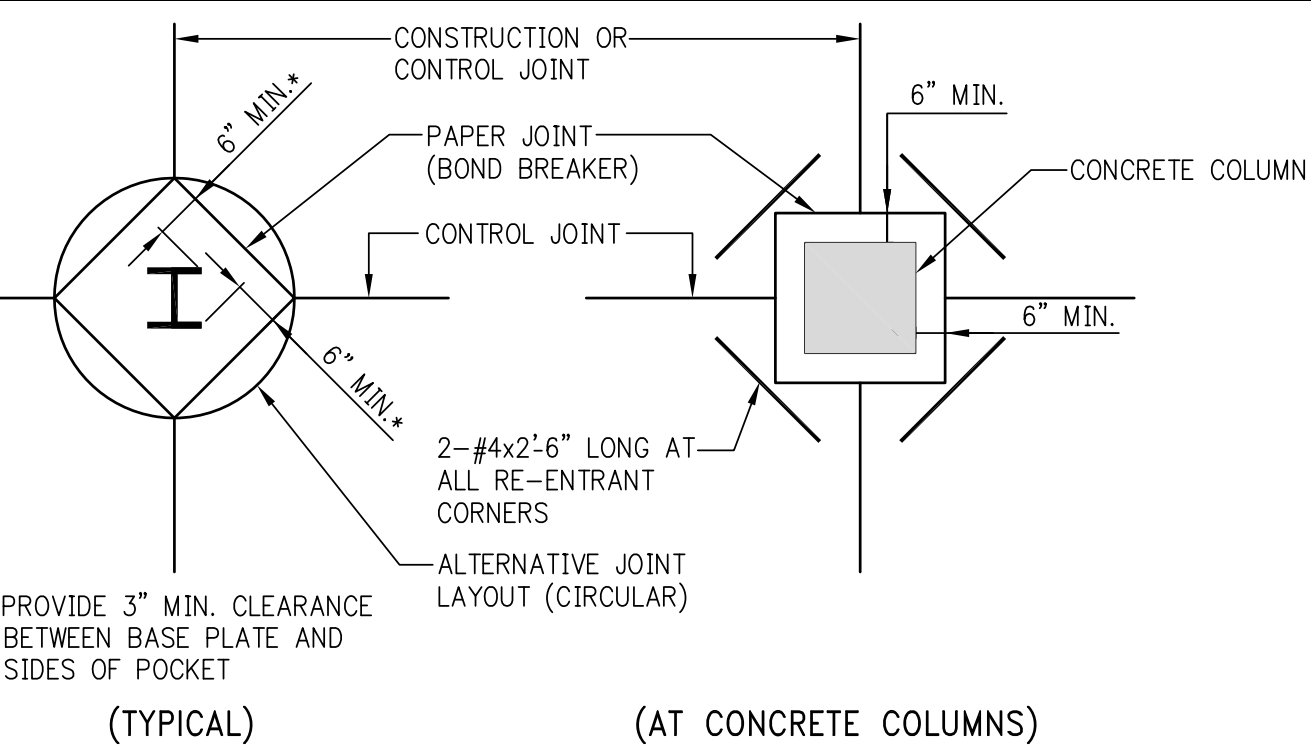 CONSTRUCTION OR
CONTROL JOINT
6" MIN.*
6" MIN.
PAPER JOINT
(BOND BREAKER)
CONCRETE COLUMN
CONTROL JOINT
6" MIN.
6" MIN.*
2-#4x2'-6" LONG AT
ALL RE-ENTRANT
CORNERS
ALTERNATIVE JOINT
LAYOUT (CIRCULAR)
PROVIDE 3" MIN. CLEARANCE
BETWEEN BASE PLATE AND
SIDES OF POCKET
(TYPICAL)
(AT CONCRETE COLUMNS)